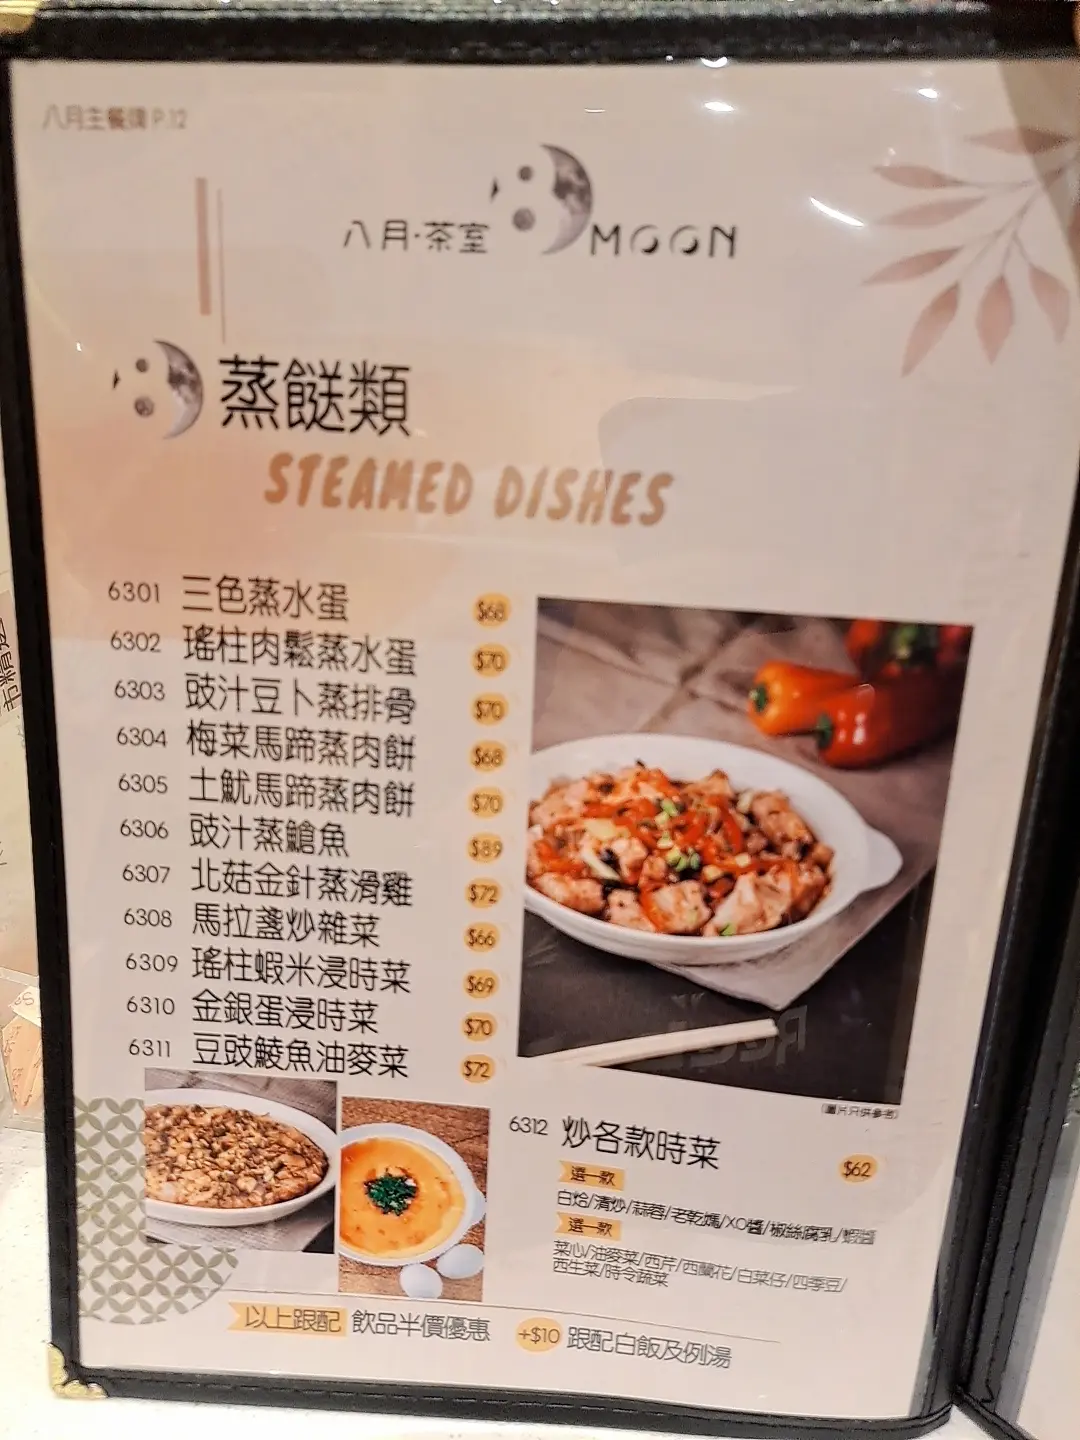 八月主餐牌 P.12
八月·茶室 MOON
蒸餸類
STEAMED DISHES
6301 三色蒸水蛋 $68
6302 瑤柱肉鬆蒸水蛋 $70
6303 豉汁豆卜蒸排骨 $70
6304 梅菜馬蹄蒸肉餅 $68
6305 土魷馬蹄蒸肉餅 $70
6306 豉汁蒸鱠魚 $89
6307 北菇金針蒸滑雞 $72
6308 馬拉盞炒雜菜 $66
6309 瑤柱蝦米浸時菜 $69
6310 金銀蛋浸時菜 $70
6311 豆豉鯪魚油麥菜 $72
(圖片只供參考)
6312 炒各款時菜 $62
選一款
白烚/清炒/蒜蓉/老乾媽/XO醬/椒絲腐乳/蝦醬
選一款
菜心/油麥菜/西芹/西蘭花/白菜仔/四季豆/
西生菜/時令蔬菜
以上跟配 飲品半價優惠 +$10 跟配白飯及例湯